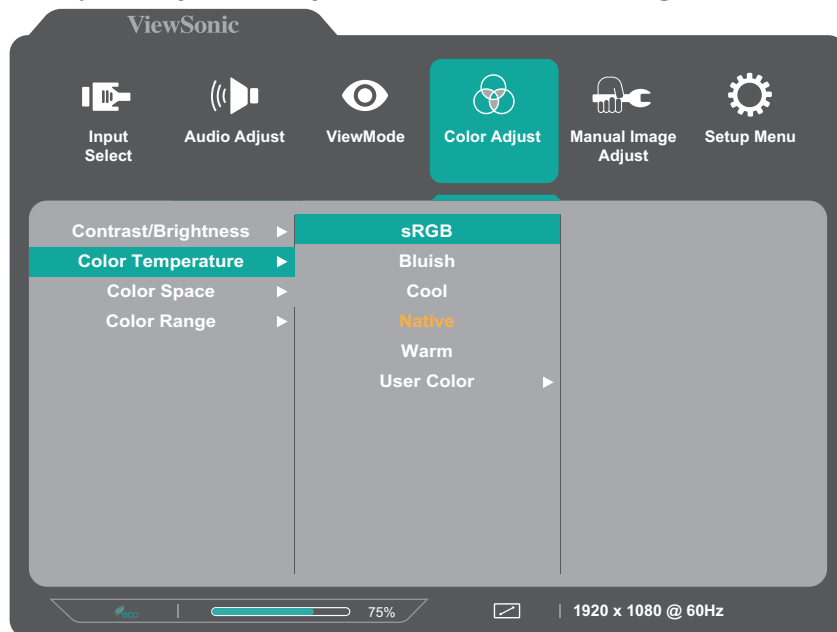 ViewSonic
Input Select
Audio Adjust
ViewMode
Color Adjust
Manual Image Adjust
Setup Menu
Contrast/Brightness
Color Temperature
Color Space
Color Range
sRGB
Bluish
Cool
Native
Warm
User Color
eco
75%
1920 x 1080 @ 60Hz